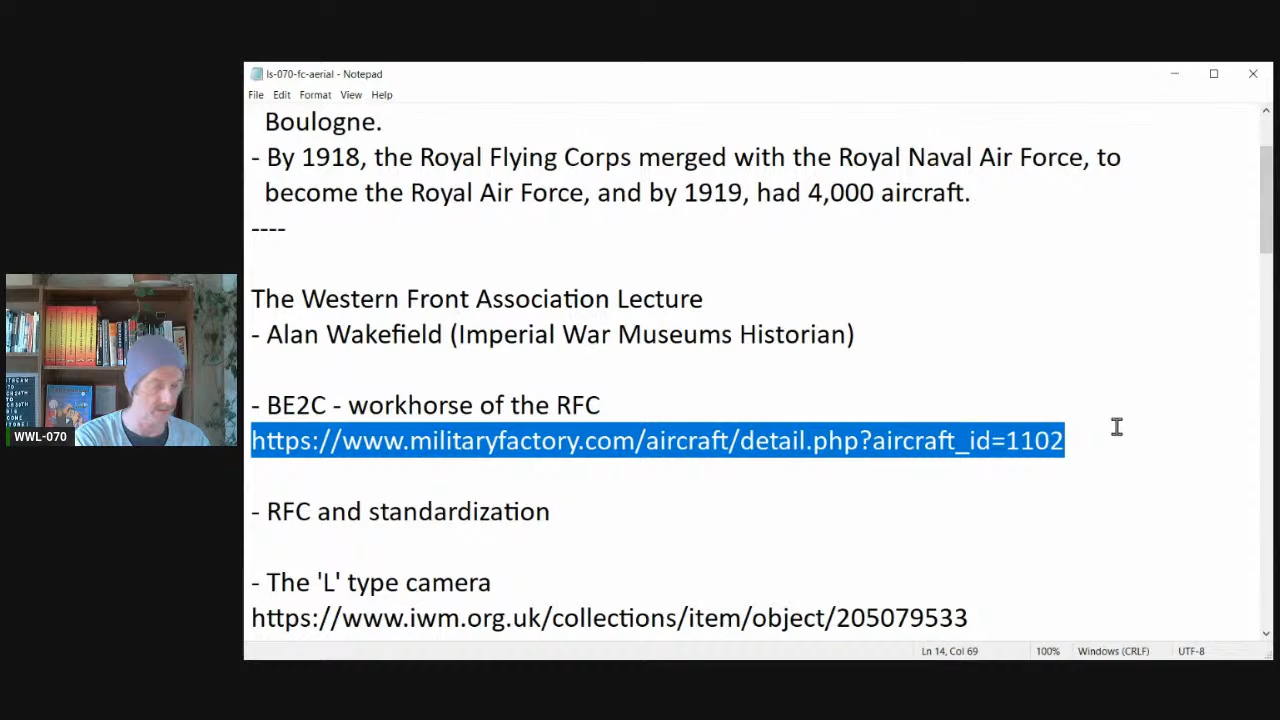 ls-070-fc-aerial - Notepad
File Edit Format View Help
Boulogne.
- By 1918, the Royal Flying Corps merged with the Royal Naval Air Force, to
become the Royal Air Force, and by 1919, had 4,000 aircraft.
----
The Western Front Association Lecture
- Alan Wakefield (Imperial War Museums Historian)
- BE2C - workhorse of the RFC
https://www.militaryfactory.com/aircraft/detail.php?aircraft_id=1102
- RFC and standardization
- The 'L' type camera
https://www.iwm.org.uk/collections/item/object/205079533
Ln 14, Col 69 100% Windows (CRLF) UTF-8
WWL-070